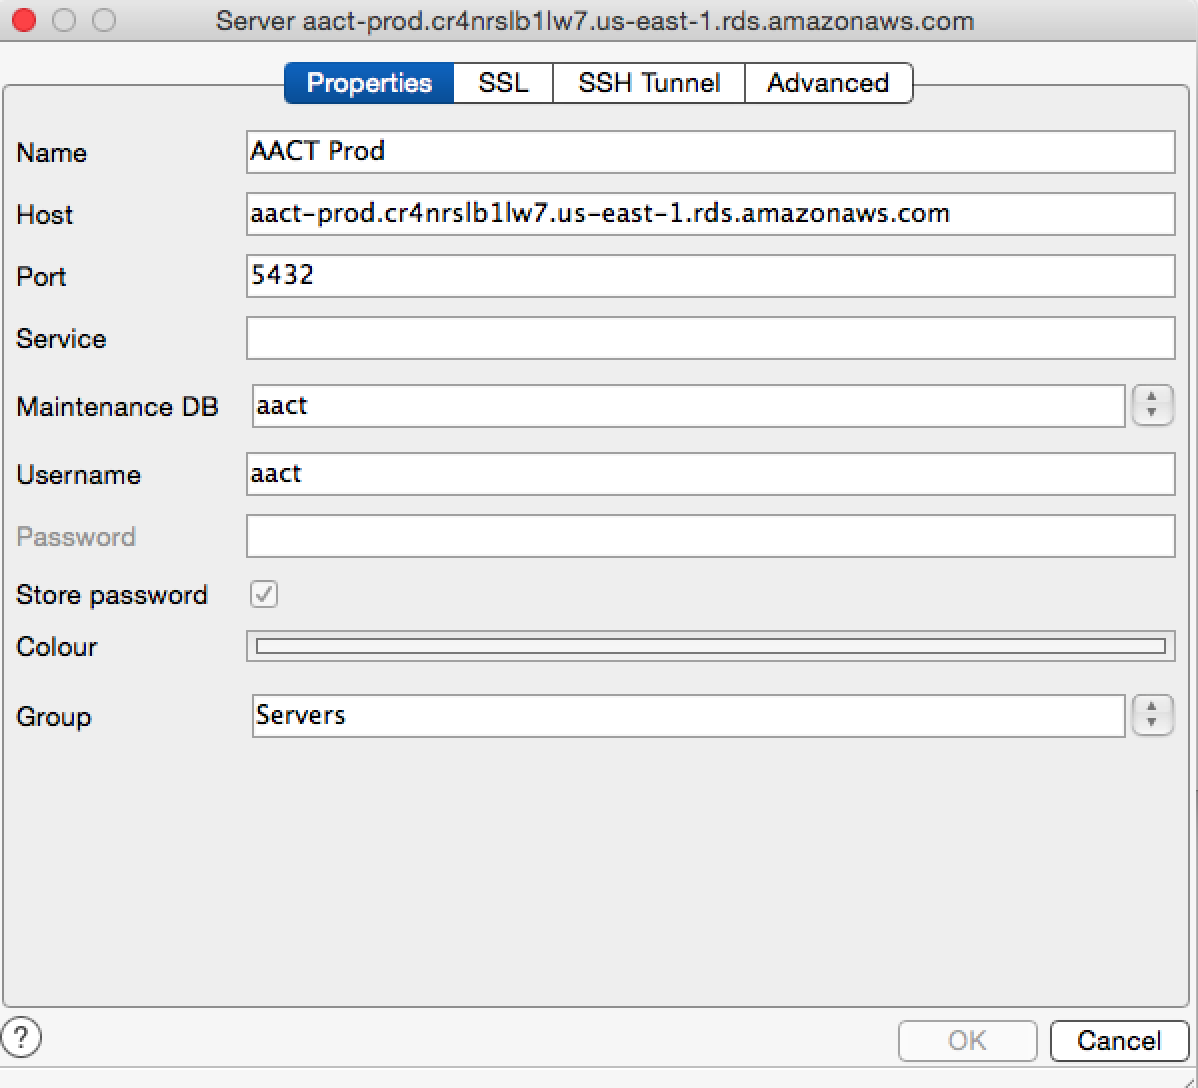 Server aact-prod.cr4nrslb1lw7.us-east-1.rds.amazonaws.com
Properties SSL SSH Tunnel Advanced
Name AACT Prod
Host aact-prod.cr4nrslb1lw7.us-east-1.rds.amazonaws.com
Port 5432
Service
Maintenance DB aact
Username aact
Password
Store password
Colour
Group Servers
? OK Cancel